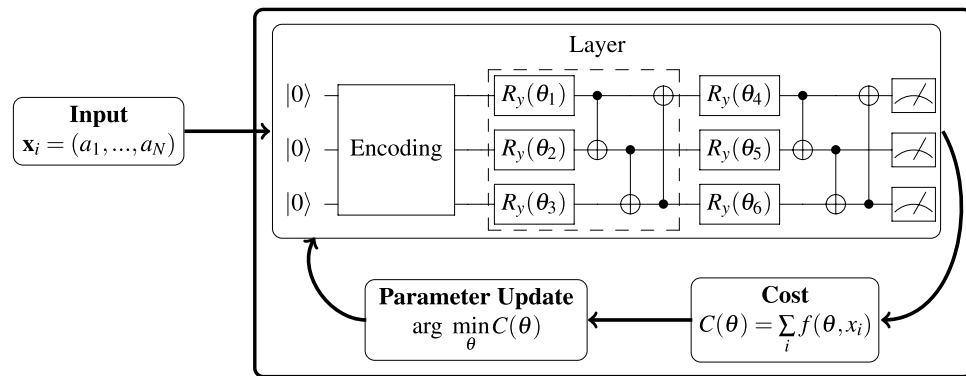 Layer
|0⟩ R_y(θ_1) R_y(θ_4)
Input
x_i = (a_1,...,a_N)
|0⟩ Encoding R_y(θ_2) R_y(θ_5)
|0⟩ R_y(θ_3) R_y(θ_6)
Parameter Update
arg min_θ C(θ)
Cost
C(θ) = ∑_i f(θ,x_i)